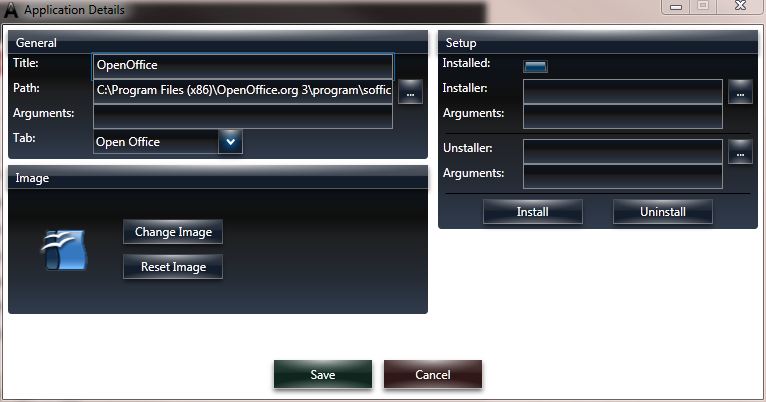 Application Details
General
Title: OpenOffice
Path: C:\Program Files (x86)\OpenOffice.org 3\program\soffic ...
Arguments:
Tab: Open Office
Image
Change Image
Reset Image
Setup
Installed:
Installer: ...
Arguments:
Unstaller: ...
Arguments:
Install Uninstall
Save Cancel